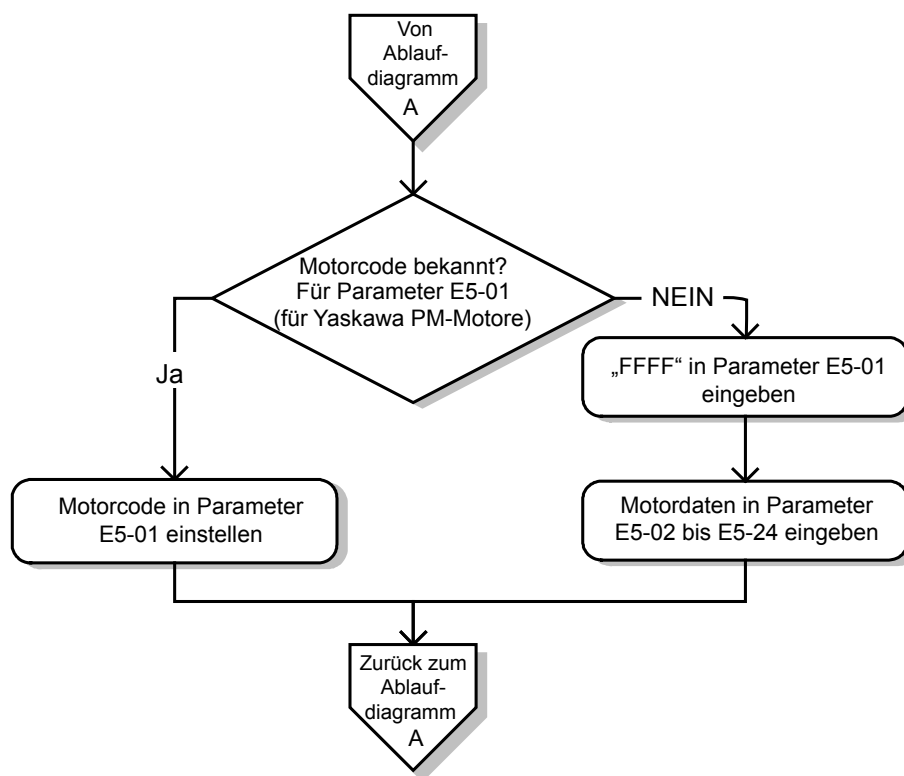 Von
Ablauf-
diagramm
A
Motorcode bekannt?
Für Parameter E5-01
(für Yaskawa PM-Motore)
NEIN
Ja
„FFFF“ in Parameter E5-01
eingeben
Motorcode in Parameter
E5-01 einstellen
Motordaten in Parameter
E5-02 bis E5-24 eingeben
Zurück zum
Ablauf-
diagramm
A